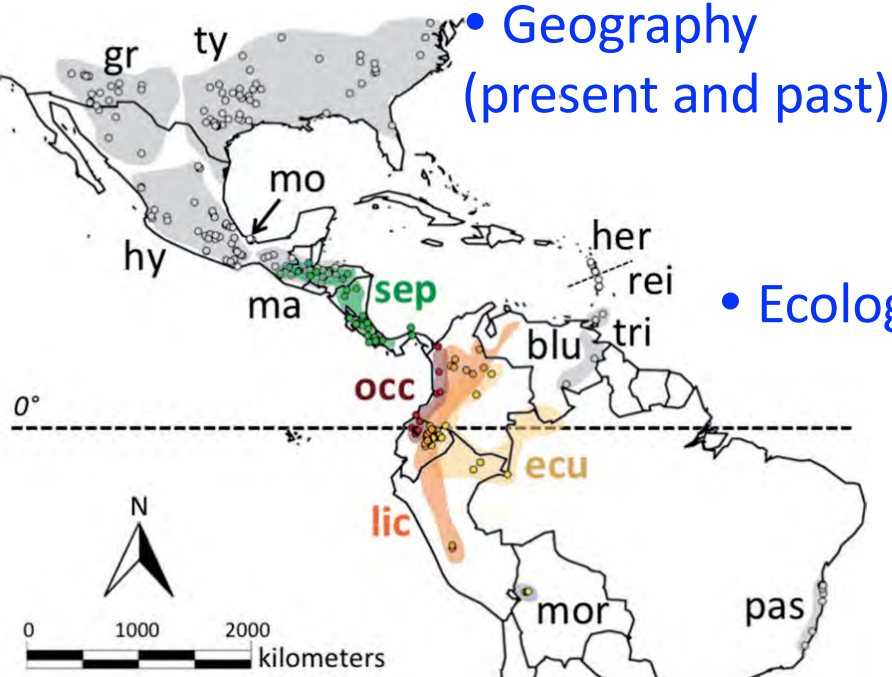 • Geography
(present and past)
gr
ty
mo
hy
her
rei
ma
sep
• Ecolog
blu
tri
occ
0°
ecu
N
lic
mor
pas
0 1000 2000
kilometers